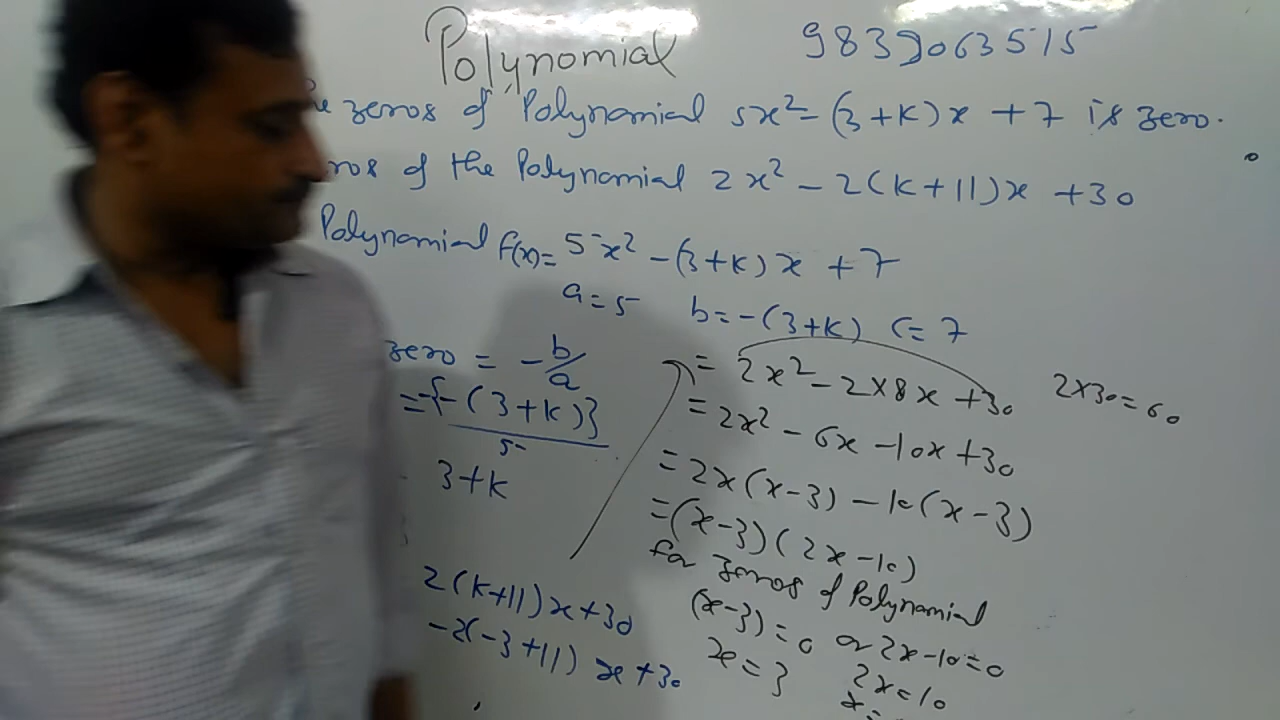 Polynomial 9839063515
zeros of Polynomial 5x² - (3+k)x + 7 is zero.
of the Polynomial 2x² - 2(k+11)x + 30
Polynomial f(x) = 5x² - (3+k)x + 7
a = 5 b = -(3+k) c = 7
zero = -b/a
= -{-(3+k)}
5
3+k
2(k+11)x+30
-2(-3+11)x+30
= 2x² - 2×8x + 30 2×30=60
= 2x² - 6x - 10x + 30
= 2x(x-3) - 10(x-3)
= (x-3)(2x-10)
for zeros of Polynomial
(x-3) = 0 or 2x-10=0
x = 3 2x = 10
x =